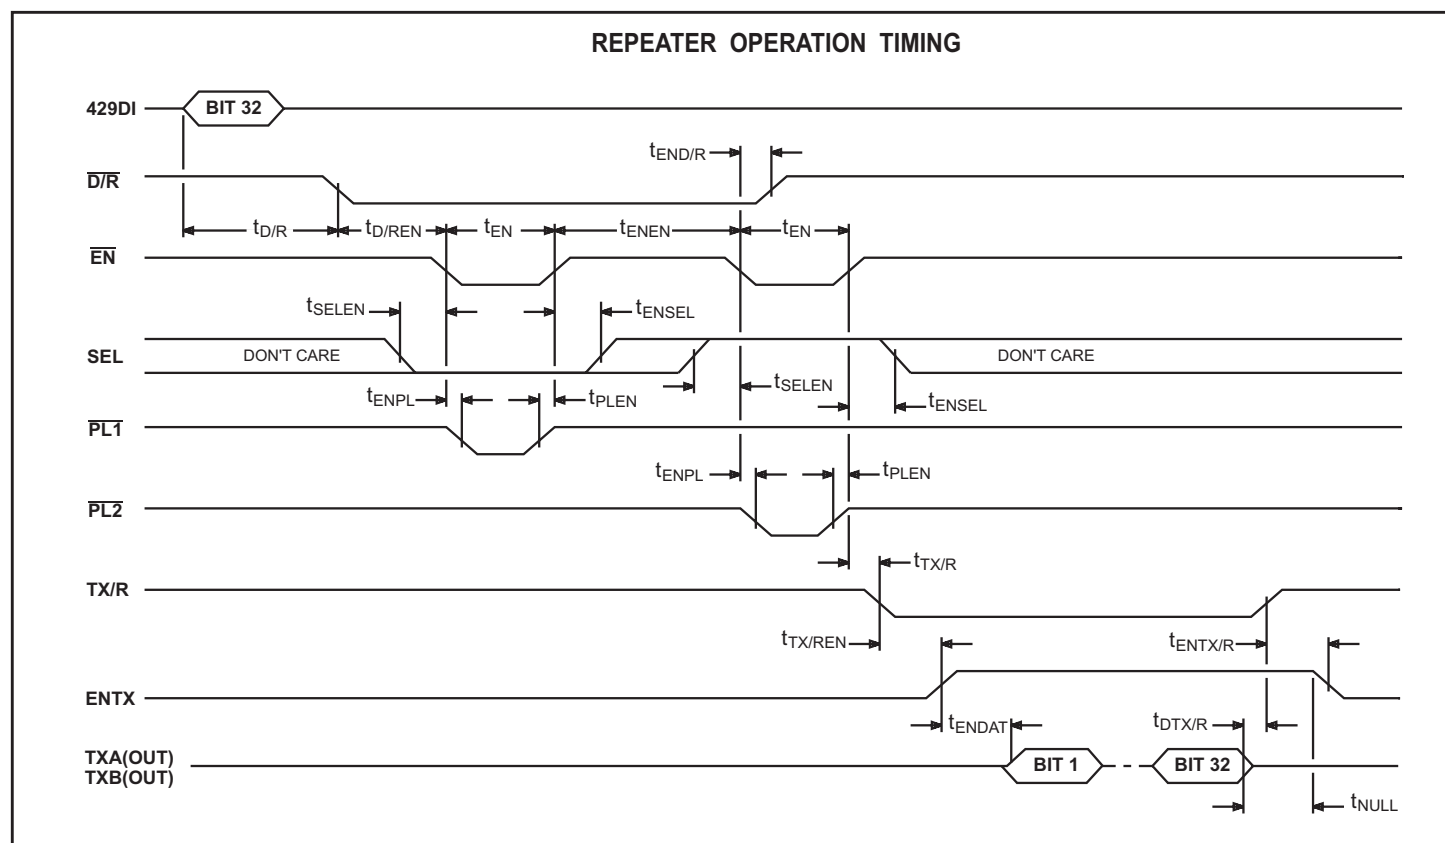 REPEATER OPERATION TIMING
429DI
BIT 32
tEND/R
D/R
tD/R
tD/REN
tEN
tENEN
tEN
EN
tSELEN
tENSEL
SEL
DON'T CARE
DON'T CARE
tSELEN
tENPL
tPLEN
tENSEL
PL1
tENPL
tPLEN
PL2
tTX/R
TX/R
tTX/REN
tENTX/R
ENTX
tENDAT
tDTX/R
TXA(OUT)
TXB(OUT)
BIT 1
BIT 32
tNULL